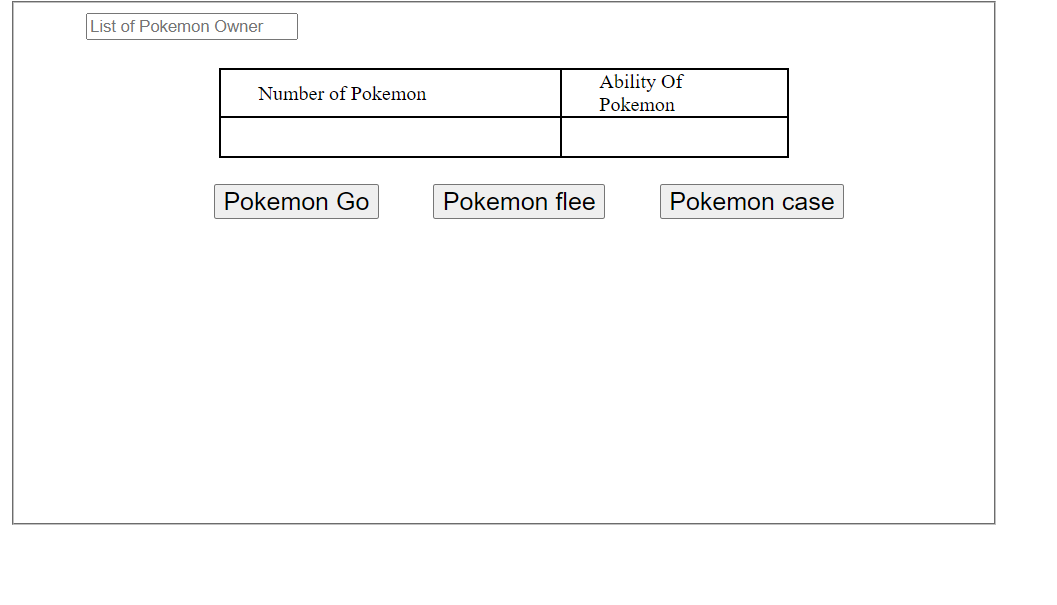 List of Pokemon Owner
Number of Pokemon
Ability Of
Pokemon
Pokemon Go
Pokemon flee
Pokemon case